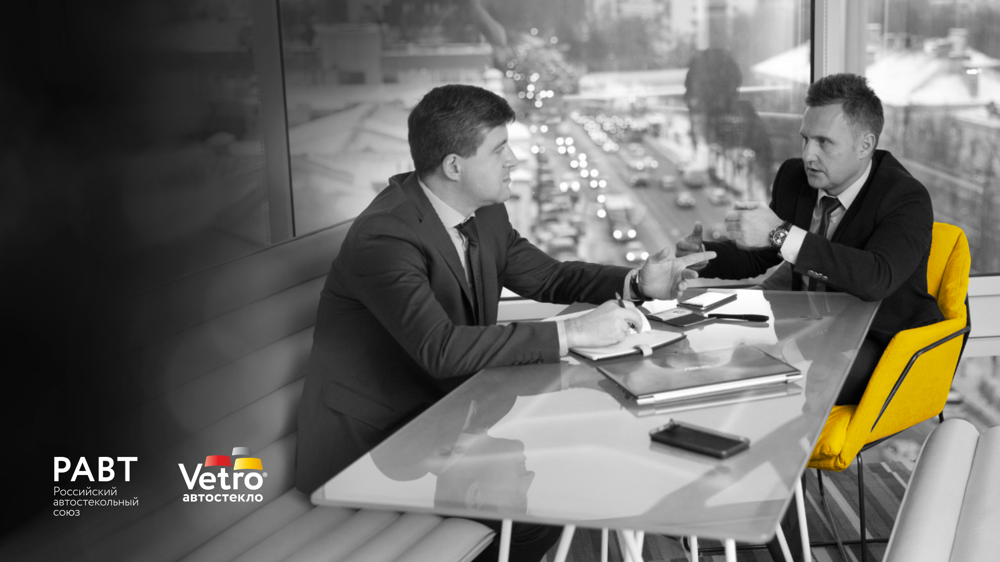 РАВТ
Российский
автостекольный
союз
Vetro®
автостекло